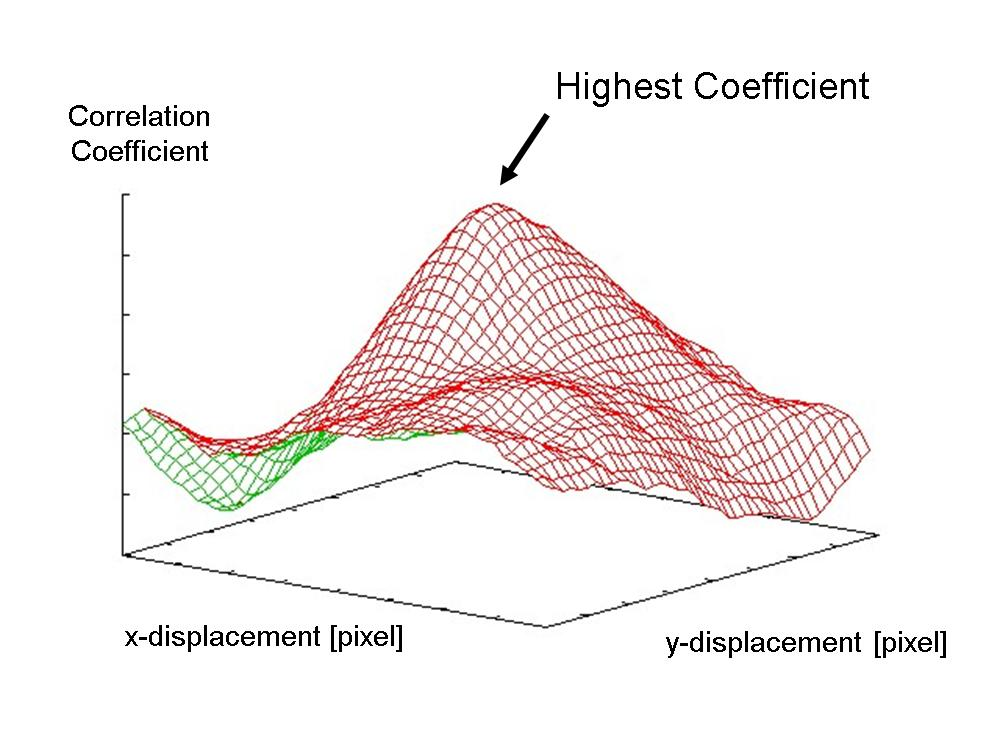 Highest Coefficient
Correlation
Coefficient
x-displacement [pixel]
y-displacement [pixel]